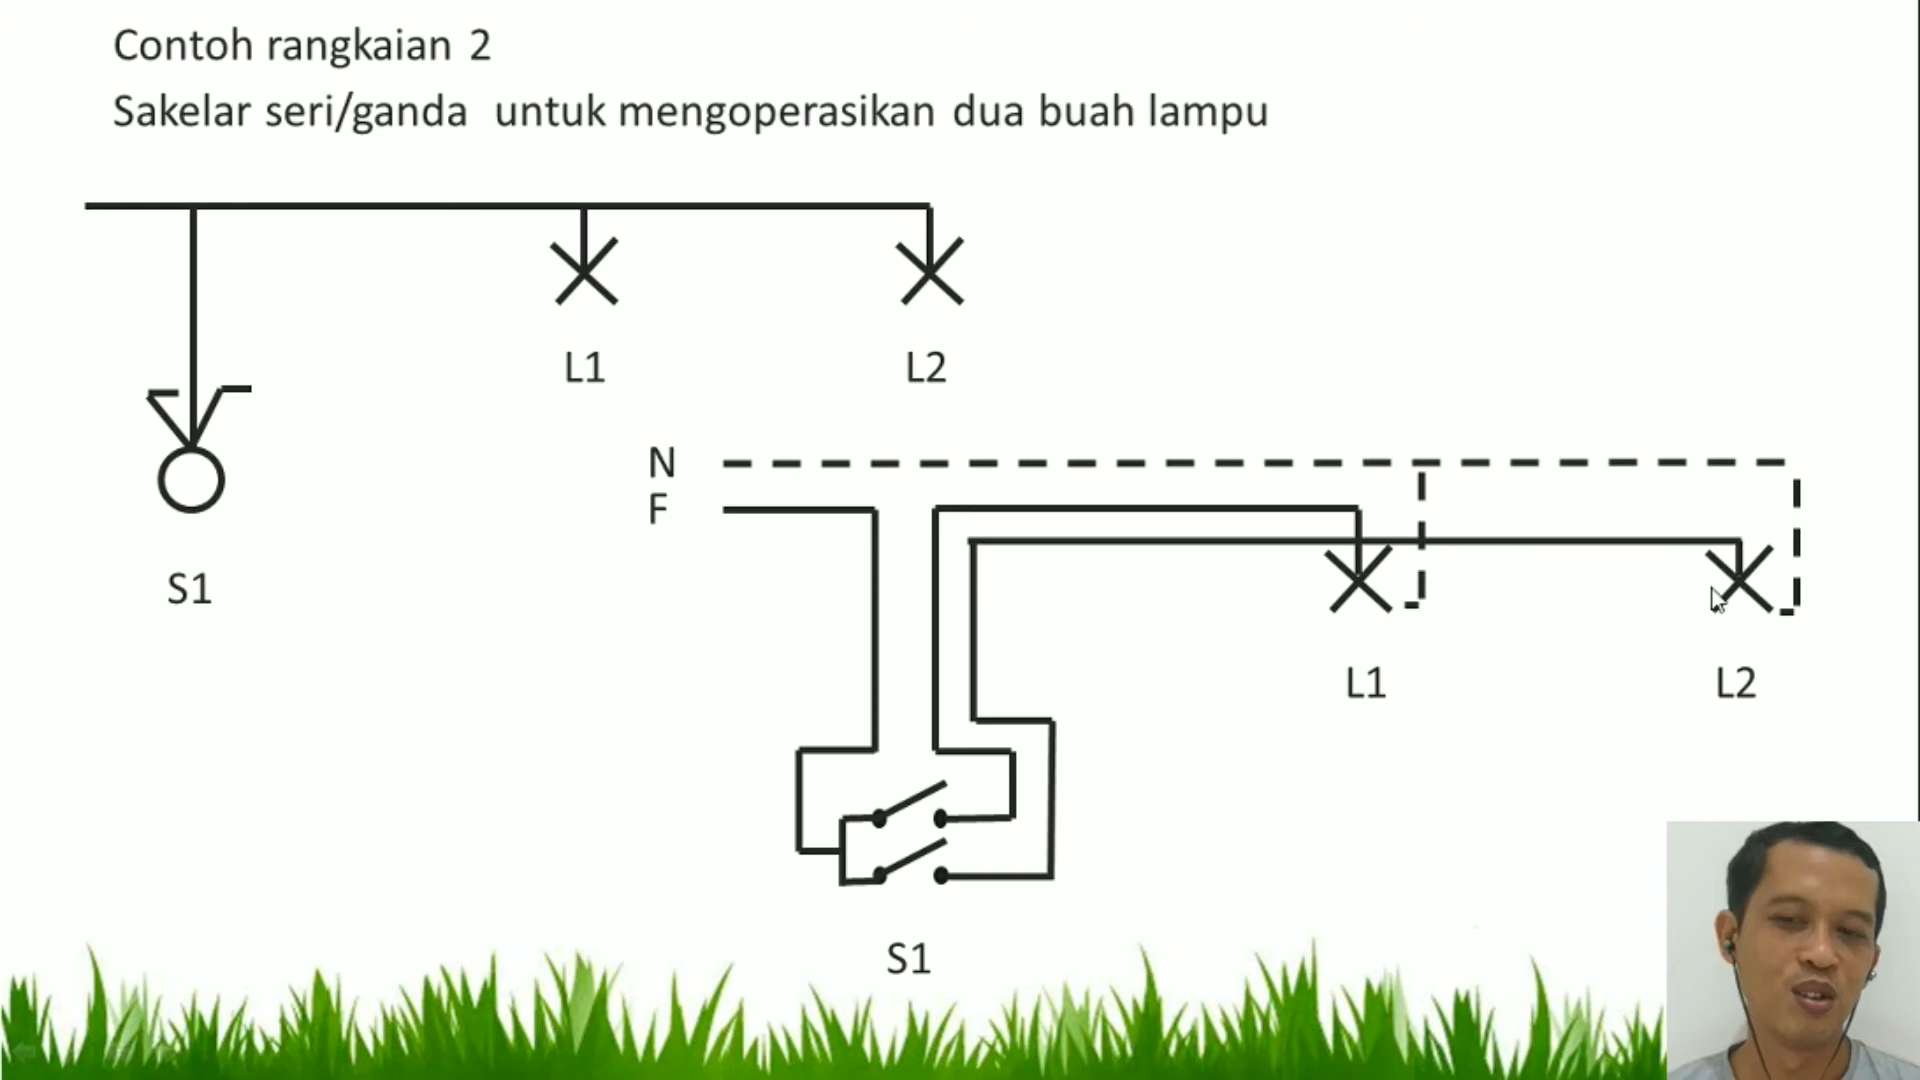 Contoh rangkaian 2
Sakelar seri/ganda untuk mengoperasikan dua buah lampu
L1
L2
N
F
S1
L1
L2
S1